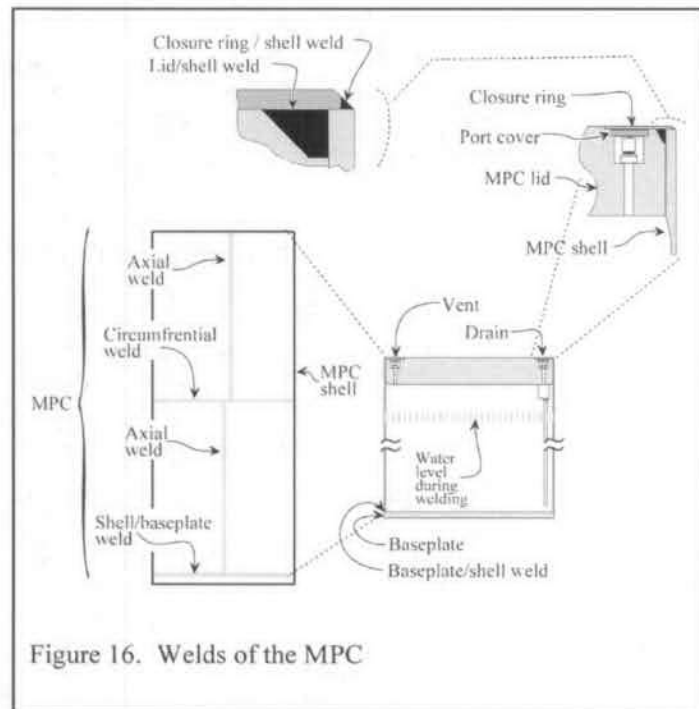 Closure ring / shell weld
Lid/shell weld
Closure ring
Port cover
MPC lid
MPC shell
Axial
weld
Circumfrential
weld
MPC
MPC
shell
Axial
weld
Shell/baseplate
weld
Vent
Drain
Water
level
during
welding
Baseplate
Baseplate/shell weld
Figure 16. Welds of the MPC